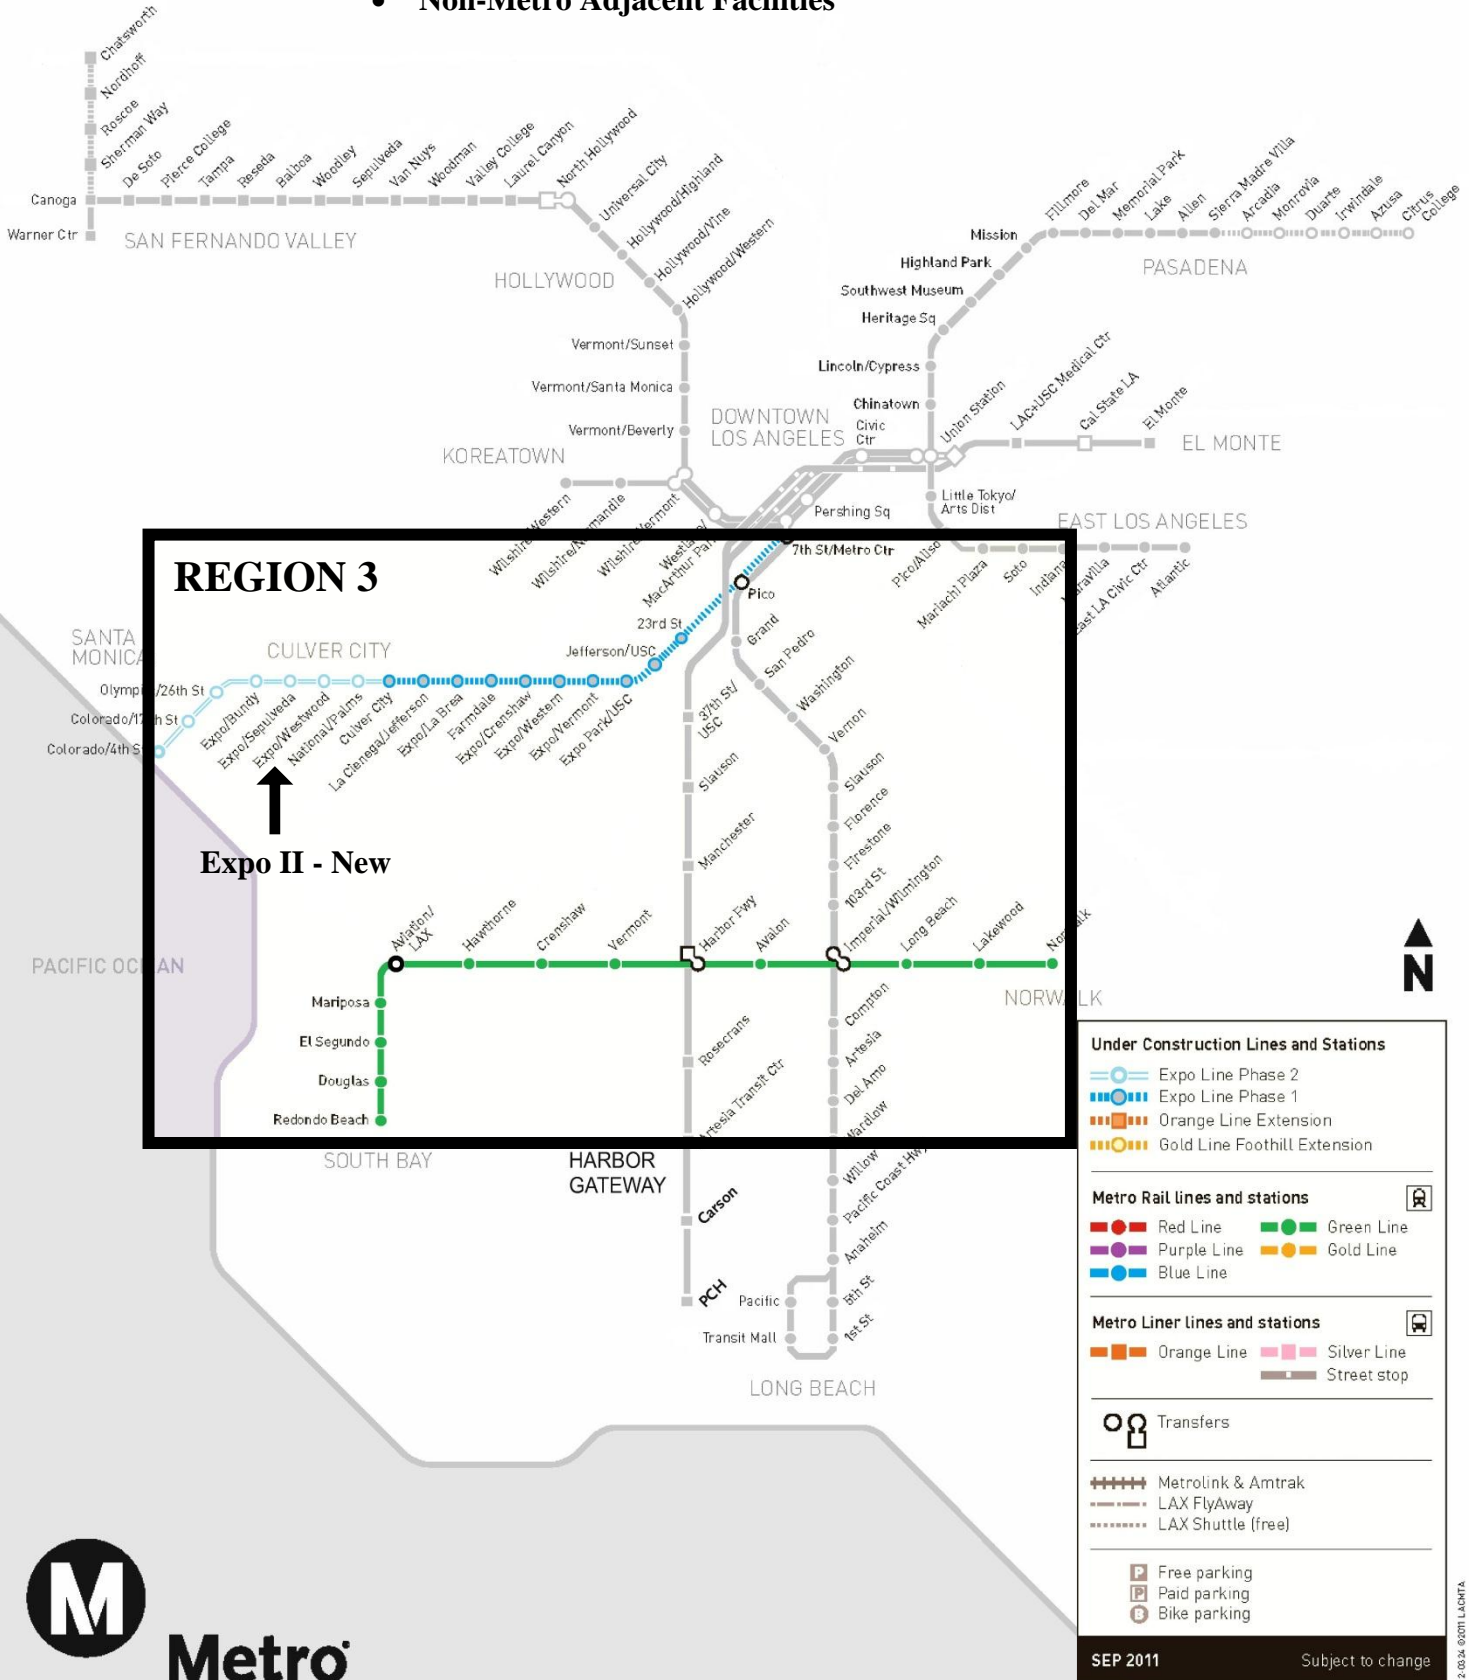 • Non-Metro Adjacent Facilities
Chatsworth
Nordhoff
Roscoe
Sherman Way
Canoga
Warner Ctr
De Soto
Pierce College
Tampa
Reseda
Balboa
Woodley
Sepulveda
Van Nuys
Woodman
Valley College
Laurel Canyon
North Hollywood
SAN FERNANDO VALLEY
Universal City
Hollywood/Highland
Hollywood/Vine
Hollywood/Western
HOLLYWOOD
Vermont/Sunset
Vermont/Santa Monica
Vermont/Beverly
KOREATOWN
Wilshire/Western
Wilshire/Normandie
Wilshire/Vermont
Westlake/
MacArthur Park
DOWNTOWN
LOS ANGELES
Civic
Ctr
Pershing Sq
7th St/Metro Ctr
Fillmore
Del Mar
Memorial Park
Lake
Allen
Sierra Madre Villa
Arcadia
Monrovia
Duarte
Irwindale
Azusa
Citrus
College
PASADENA
Mission
Highland Park
Southwest Museum
Heritage Sq
Lincoln/Cypress
Chinatown
Union Station
LAC+USC Medical Ctr
Cal State LA
El Monte
EL MONTE
Little Tokyo/
Arts Dist
EAST LOS ANGELES
Pico/Aliso
Mariachi Plaza
Soto
Indiana
Maravilla
East LA Civic Ctr
Atlantic
REGION 3
Pico
23rd St
Jefferson/USC
SANTA
MONICA
CULVER CITY
Olympic/26th St
Colorado/17th St
Colorado/4th St
Expo/Bundy
Expo/Sepulveda
Expo/Westwood
National/Palms
Culver City
La Cienega/Jefferson
Expo/La Brea
Farmdale
Expo/Crenshaw
Expo/Western
Expo/Vermont
Expo Park/USC
Expo II - New
Grand
San Pedro
Washington
Vernon
Slauson
Florence
Firestone
103rd St
Imperial/Wilmington
37th St/
USC
Slauson
Manchester
Harbor Fwy
PACIFIC OCEAN
Aviation/
LAX
Hawthorne
Crenshaw
Vermont
Avalon
Long Beach
Lakewood
Norwalk
NORWALK
Mariposa
El Segundo
Douglas
Redondo Beach
Rosecrans
Artesia Transit Ctr
Compton
Artesia
Del Amo
Wardlow
Willow
Pacific Coast Hwy
Anaheim
5th St
1st St
SOUTH BAY
HARBOR
GATEWAY
Carson
PCH
Pacific
Transit Mall
LONG BEACH
N
Under Construction Lines and Stations
Expo Line Phase 2
Expo Line Phase 1
Orange Line Extension
Gold Line Foothill Extension
Metro Rail lines and stations
Red Line
Green Line
Purple Line
Gold Line
Blue Line
Metro Liner lines and stations
Orange Line
Silver Line
Street stop
Transfers
Metrolink & Amtrak
LAX FlyAway
LAX Shuttle (free)
P Free parking
P Paid parking
B Bike parking
SEP 2011 Subject to change
©2011 LACMTA
M
Metro